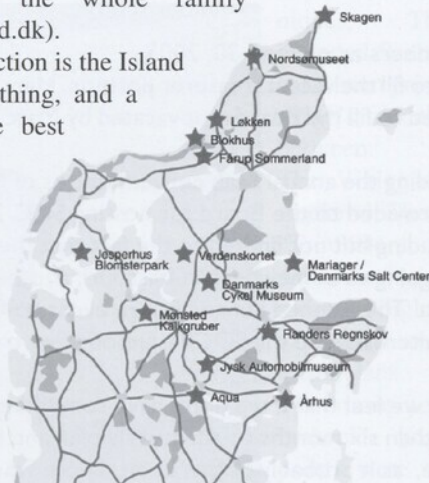 the whole family
d.dk).
ction is the Island
thing, and a
e best
Skagen
Nordsømuseet
Løkken
Blokhus
Fårup Sommerland
Jesperhus
Blomsterpark
Verdenskortet
Mariager /
Danmarks Salt Center
Danmarks
Cykel Museum
Mønsted
Kalkgruber
Randers Regnskov
Jysk Automobilmuseum
Aqua
Århus